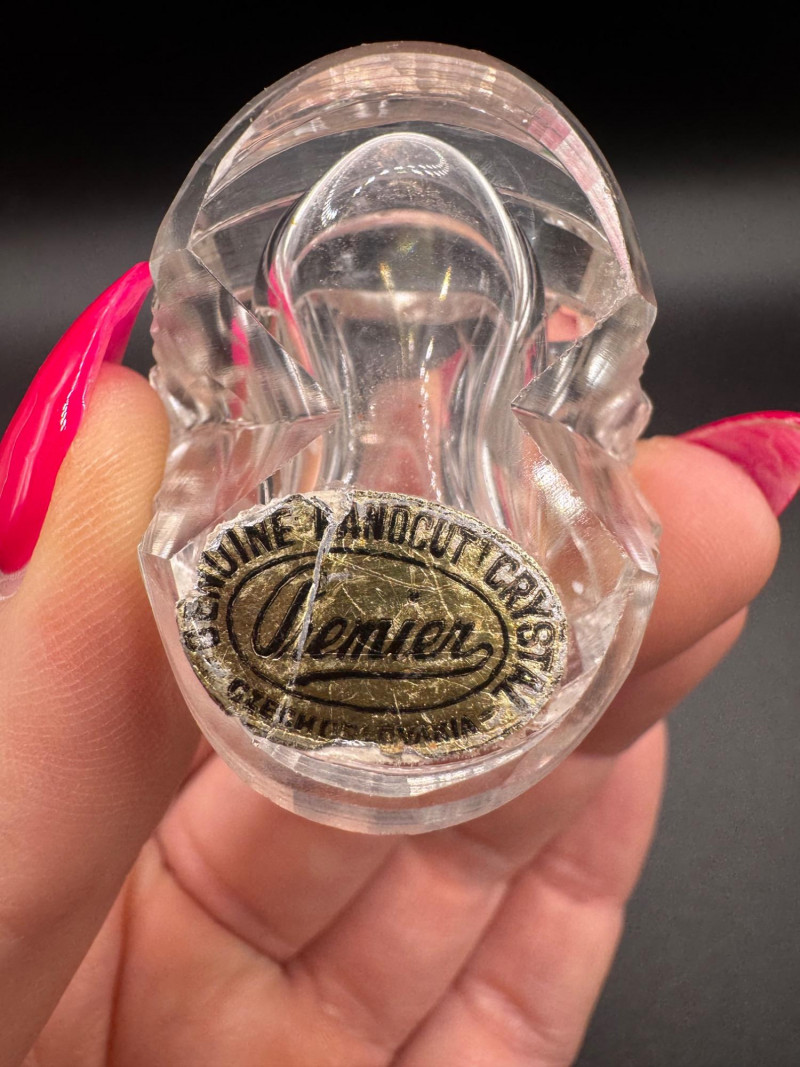 GENUINE HANDCUT CRYSTAL
Premier
CZECHOSLOVAKIA